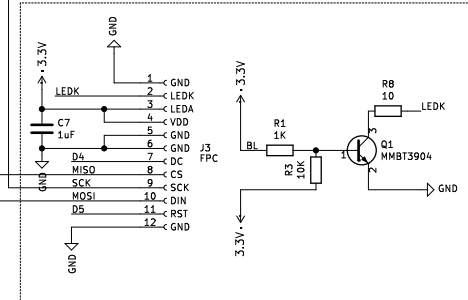 3.3V
GND
1 GND
LEDK 2 LEDK
3 LEDA
4 VDD
5 GND
6 GND
7 DC
8 CS
9 SCK
10 DIN
11 RST
12 GND
C7
1uF
GND
D4
MISO
SCK
MOSI
D5
GND
J3
FPC
3.3V
BL
R1
1K
R3
10K
3.3V
R8
10
LEDK
3
1
2
Q1
MMBT3904
GND